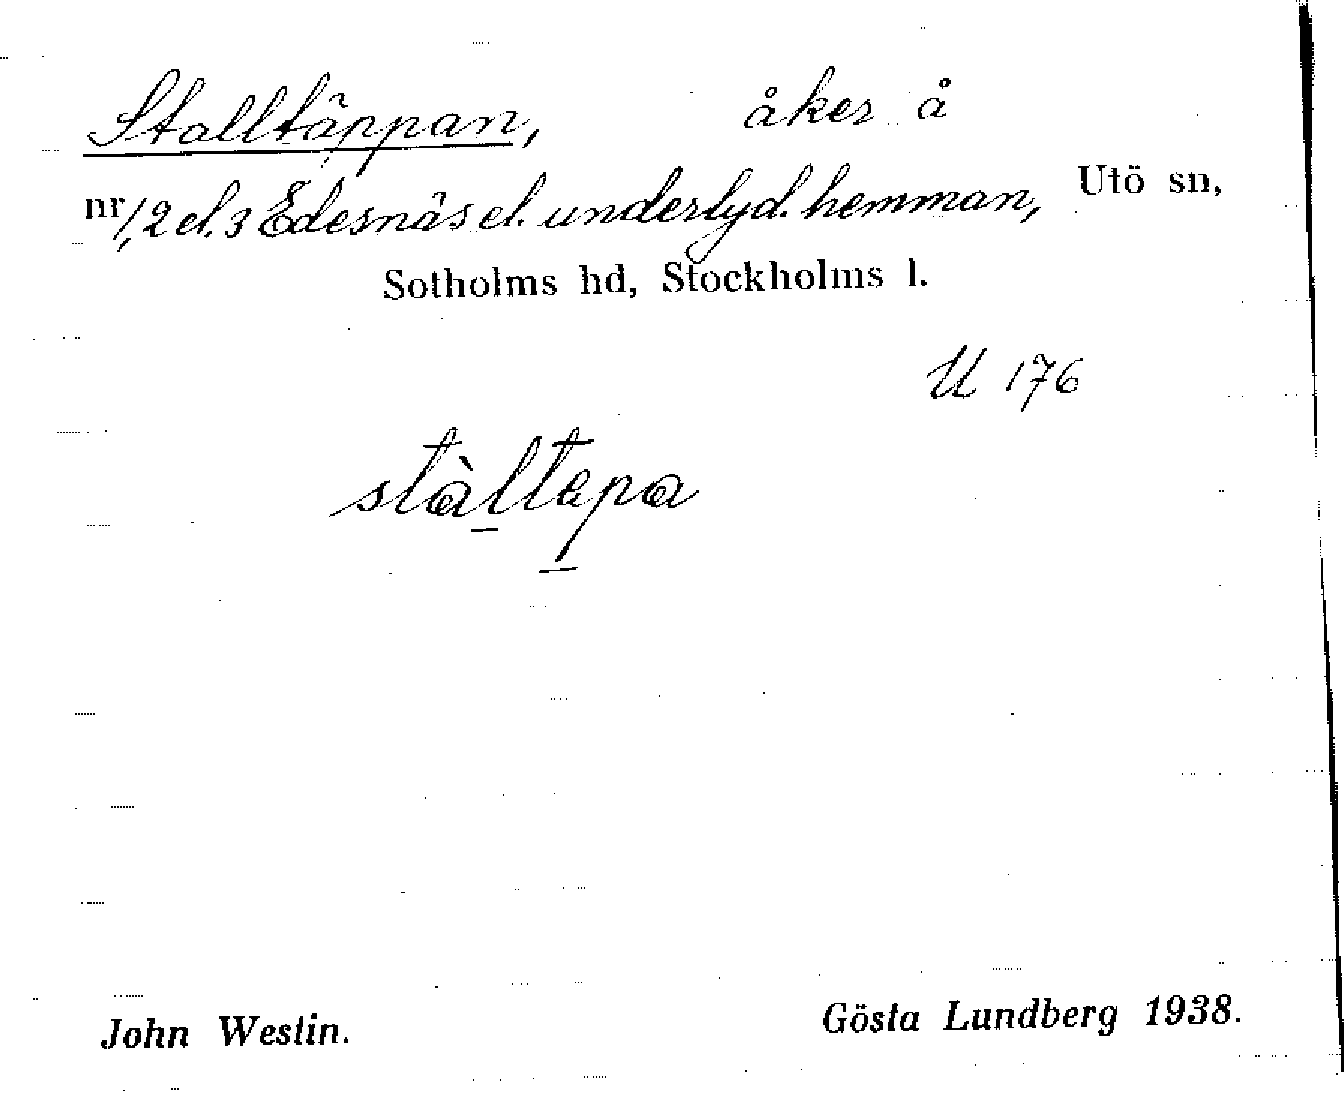 Stalltäppan, åker å
nr 1, 2 el. 3 Edesnäs el. underlyd. hemman, Utö sn,
Sotholms hd, Stockholms l.
U 176
stàltepa
John Westin. Gösta Lundberg 1938.